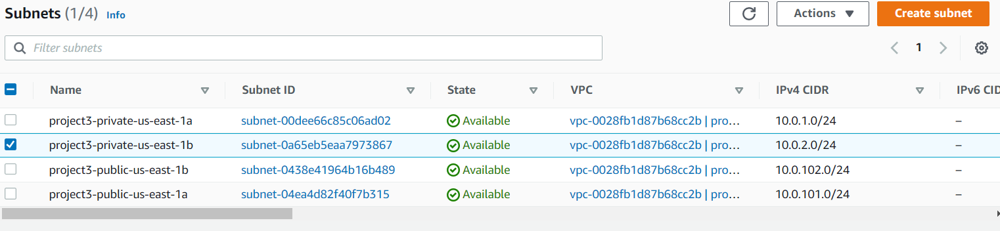 Subnets (1/4) Info Actions Create subnet
Filter subnets 1
Name Subnet ID State VPC IPv4 CIDR IPv6 CID
project3-private-us-east-1a subnet-00dee66c85c06ad02 Available vpc-0028fb1d87b68cc2b | pro… 10.0.1.0/24 –
project3-private-us-east-1b subnet-0a65eb5eaa7973867 Available vpc-0028fb1d87b68cc2b | pro… 10.0.2.0/24 –
project3-public-us-east-1b subnet-0438e41964b16b489 Available vpc-0028fb1d87b68cc2b | pro… 10.0.102.0/24 –
project3-public-us-east-1a subnet-04ea4d82f40f7b315 Available vpc-0028fb1d87b68cc2b | pro… 10.0.101.0/24 –